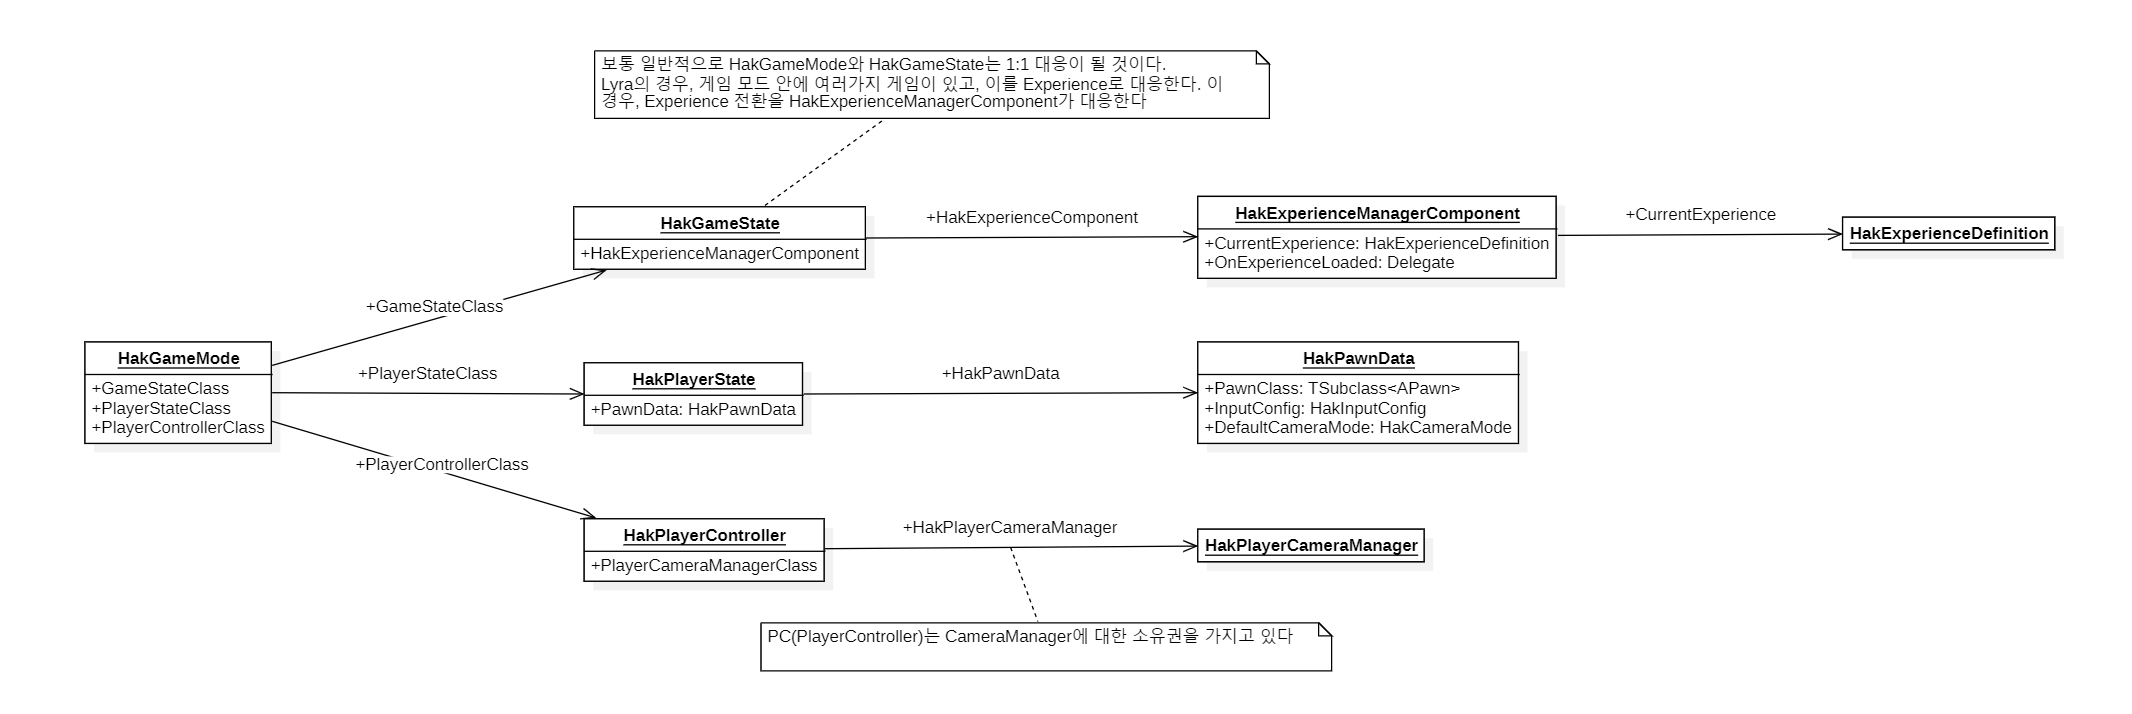 보통 일반적으로 HakGameMode와 HakGameState는 1:1 대응이 될 것이다.
Lyra의 경우, 게임 모드 안에 여러가지 게임이 있고, 이를 Experience로 대응한다. 이
경우, Experience 전환을 HakExperienceManagerComponent가 대응한다
HakGameState
+HakExperienceManagerComponent
+HakExperienceComponent
HakExperienceManagerComponent
+CurrentExperience: HakExperienceDefinition
+OnExperienceLoaded: Delegate
+CurrentExperience
HakExperienceDefinition
+GameStateClass
HakGameMode
+GameStateClass
+PlayerStateClass
+PlayerControllerClass
+PlayerStateClass
HakPlayerState
+PawnData: HakPawnData
+HakPawnData
HakPawnData
+PawnClass: TSubclass<APawn>
+InputConfig: HakInputConfig
+DefaultCameraMode: HakCameraMode
+PlayerControllerClass
HakPlayerController
+PlayerCameraManagerClass
+HakPlayerCameraManager
HakPlayerCameraManager
PC(PlayerController)는 CameraManager에 대한 소유권을 가지고 있다